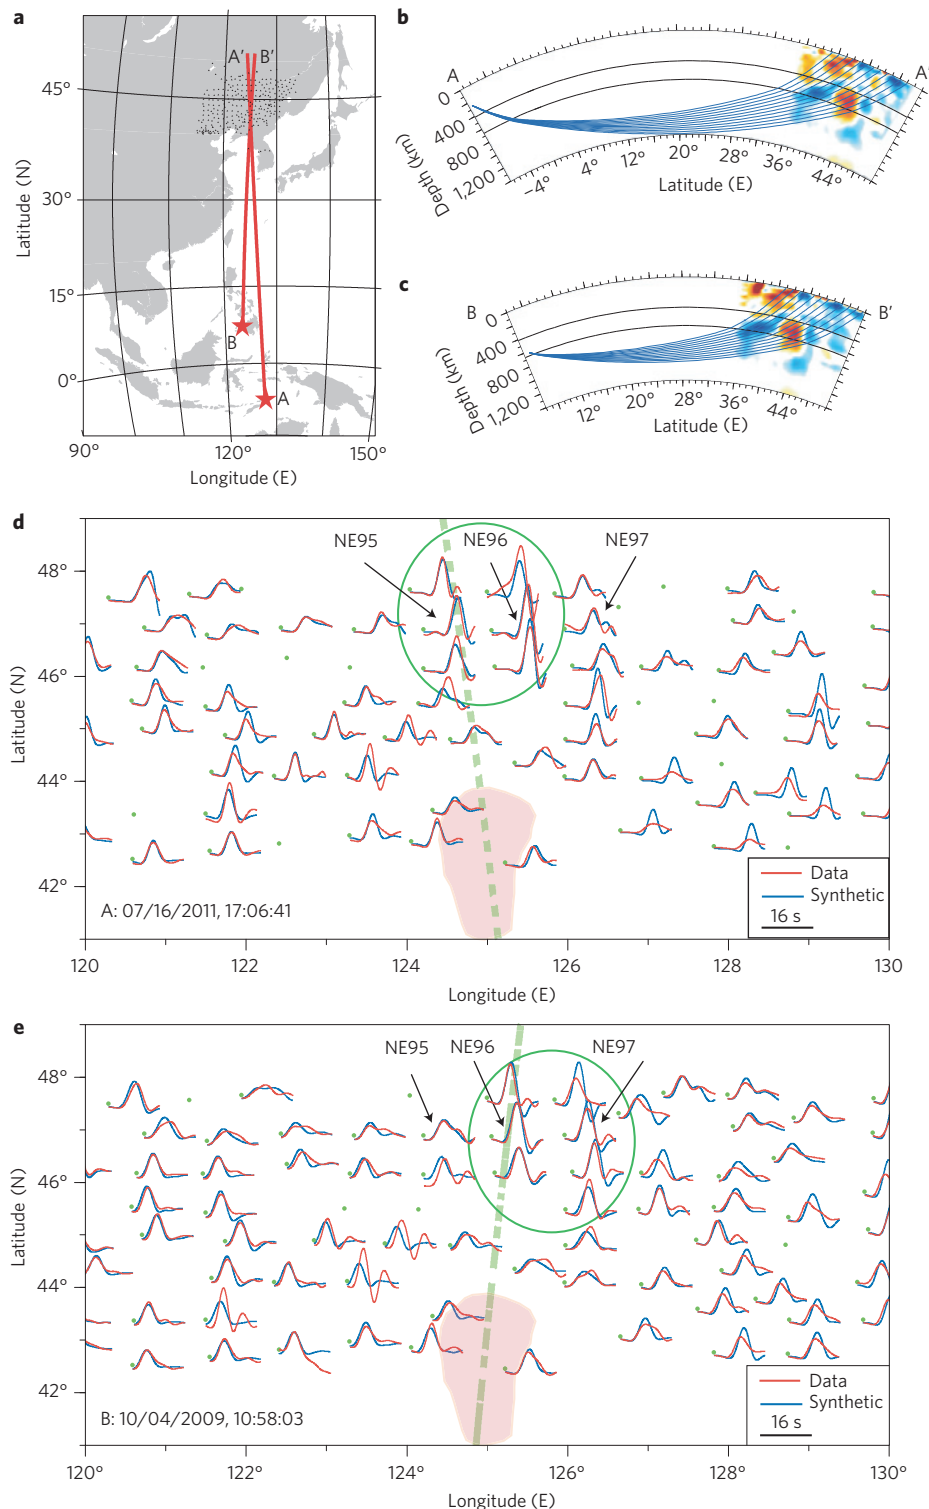 a
A' B'
45°
30°
15°
0°
B
A
90° 120° 150°
Latitude (N)
Longitude (E)
b
A
A'
0
400
800
1,200
Depth (km)
−4° 4° 12° 20° 28° 36° 44°
Latitude (E)
c
B
B'
0
400
800
1,200
Depth (km)
12° 20° 28° 36° 44°
Latitude (E)
d
NE95 NE96 NE97
48°
46°
44°
42°
Latitude (N)
A: 07/16/2011, 17:06:41
Data
Synthetic
16 s
120 122 124 126 128 130
Longitude (E)
e
NE95 NE96 NE97
48°
46°
44°
42°
Latitude (N)
B: 10/04/2009, 10:58:03
Data
Synthetic
16 s
120° 122° 124° 126° 128° 130°
Longitude (E)